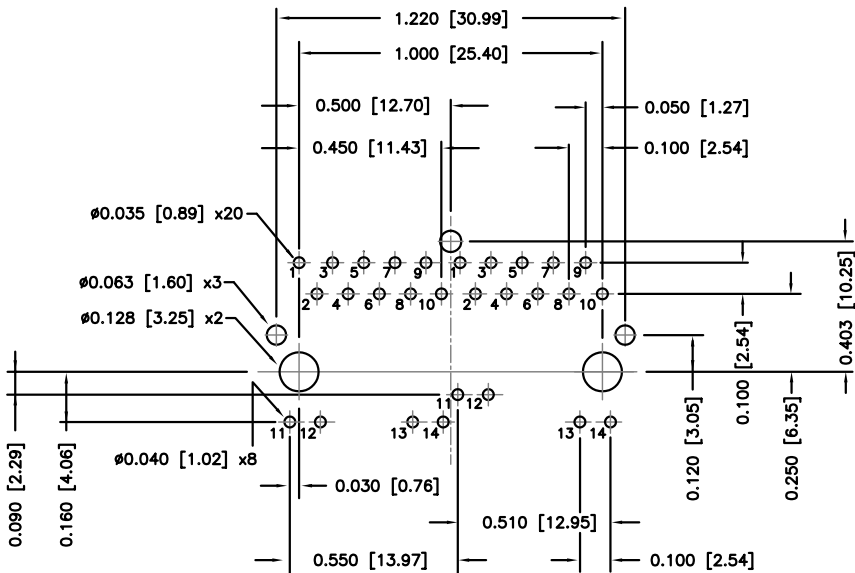 1.220 [30.99]
1.000 [25.40]
0.500 [12.70]
0.050 [1.27]
0.450 [11.43]
0.100 [2.54]
ø0.035 [0.89] x20
1 3 5 7 9 1 3 5 7 9
ø0.063 [1.60] x3
2 4 6 8 10 2 4 6 8 10
ø0.128 [3.25] x2
0.403 [10.25]
0.100 [2.54]
0.250 [6.35]
0.120 [3.05]
11 12
11 12 13 14 13 14
0.090 [2.29]
0.160 [4.06]
ø0.040 [1.02] x8
0.030 [0.76]
0.510 [12.95]
0.550 [13.97]
0.100 [2.54]